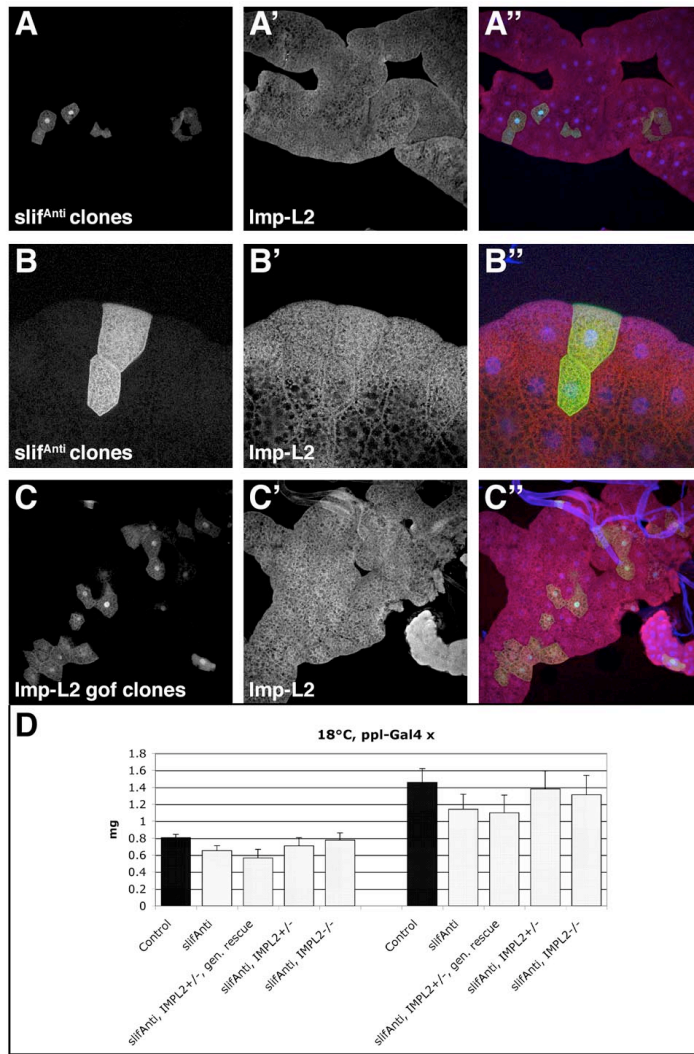 A
A'
A"
slifAnti clones
Imp-L2
B
B'
B"
slifAnti clones
Imp-L2
C
C'
C"
Imp-L2 gof clones
Imp-L2
D
18°C, ppl-Gal4 x
mg
1.8
1.6
1.4
1.2
1
0.8
0.6
0.4
0.2
0
Control
slifAnti
slifAnti, IMPL2+/-, gen. rescue
slifAnti, IMPL2+/-
slifAnti, IMPL2-/-
Control
slifAnti
slifAnti, IMPL2+/-, gen. rescue
slifAnti, IMPL2+/-
slifAnti, IMPL2-/-